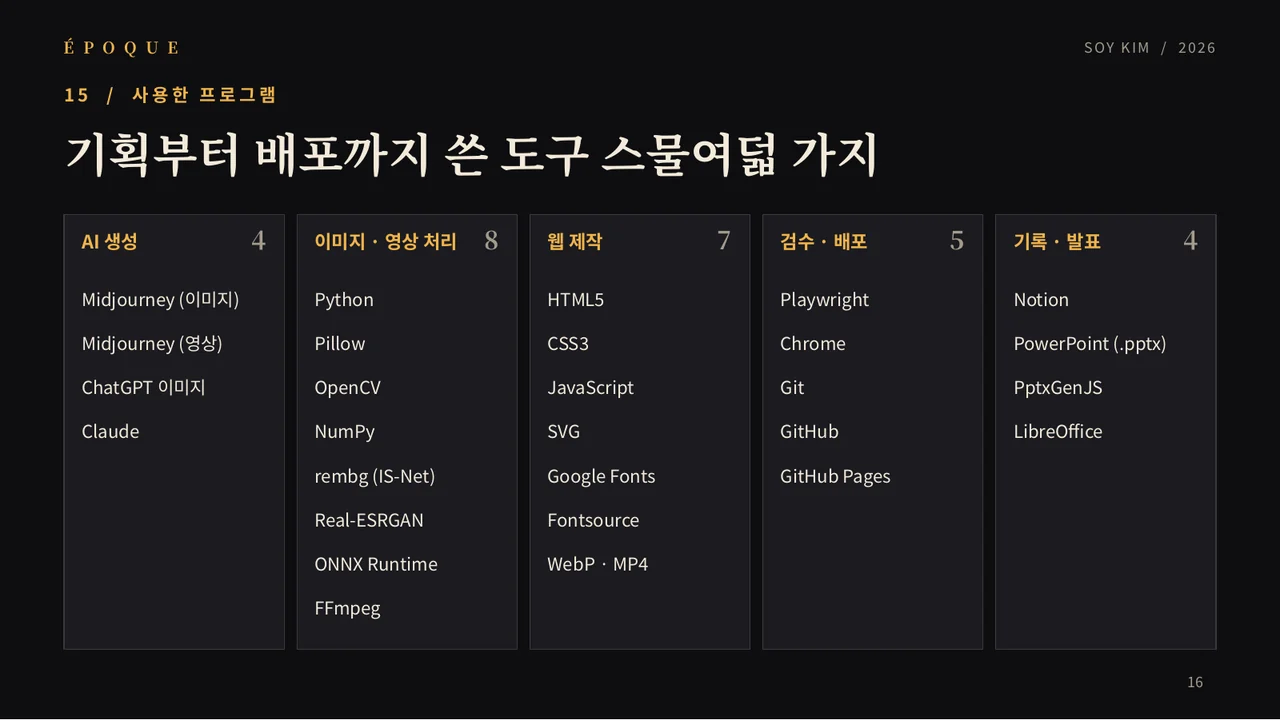 ÉPOQUE
SOY KIM / 2026
15 / 사용한 프로그램
기획부터 배포까지 쓴 도구 스물여덟 가지
AI 생성 4
Midjourney (이미지)
Midjourney (영상)
ChatGPT 이미지
Claude
이미지 · 영상 처리 8
Python
Pillow
OpenCV
NumPy
rembg (IS-Net)
Real-ESRGAN
ONNX Runtime
FFmpeg
웹 제작 7
HTML5
CSS3
JavaScript
SVG
Google Fonts
Fontsource
WebP · MP4
검수 · 배포 5
Playwright
Chrome
Git
GitHub
GitHub Pages
기록 · 발표 4
Notion
PowerPoint (.pptx)
PptxGenJS
LibreOffice
16